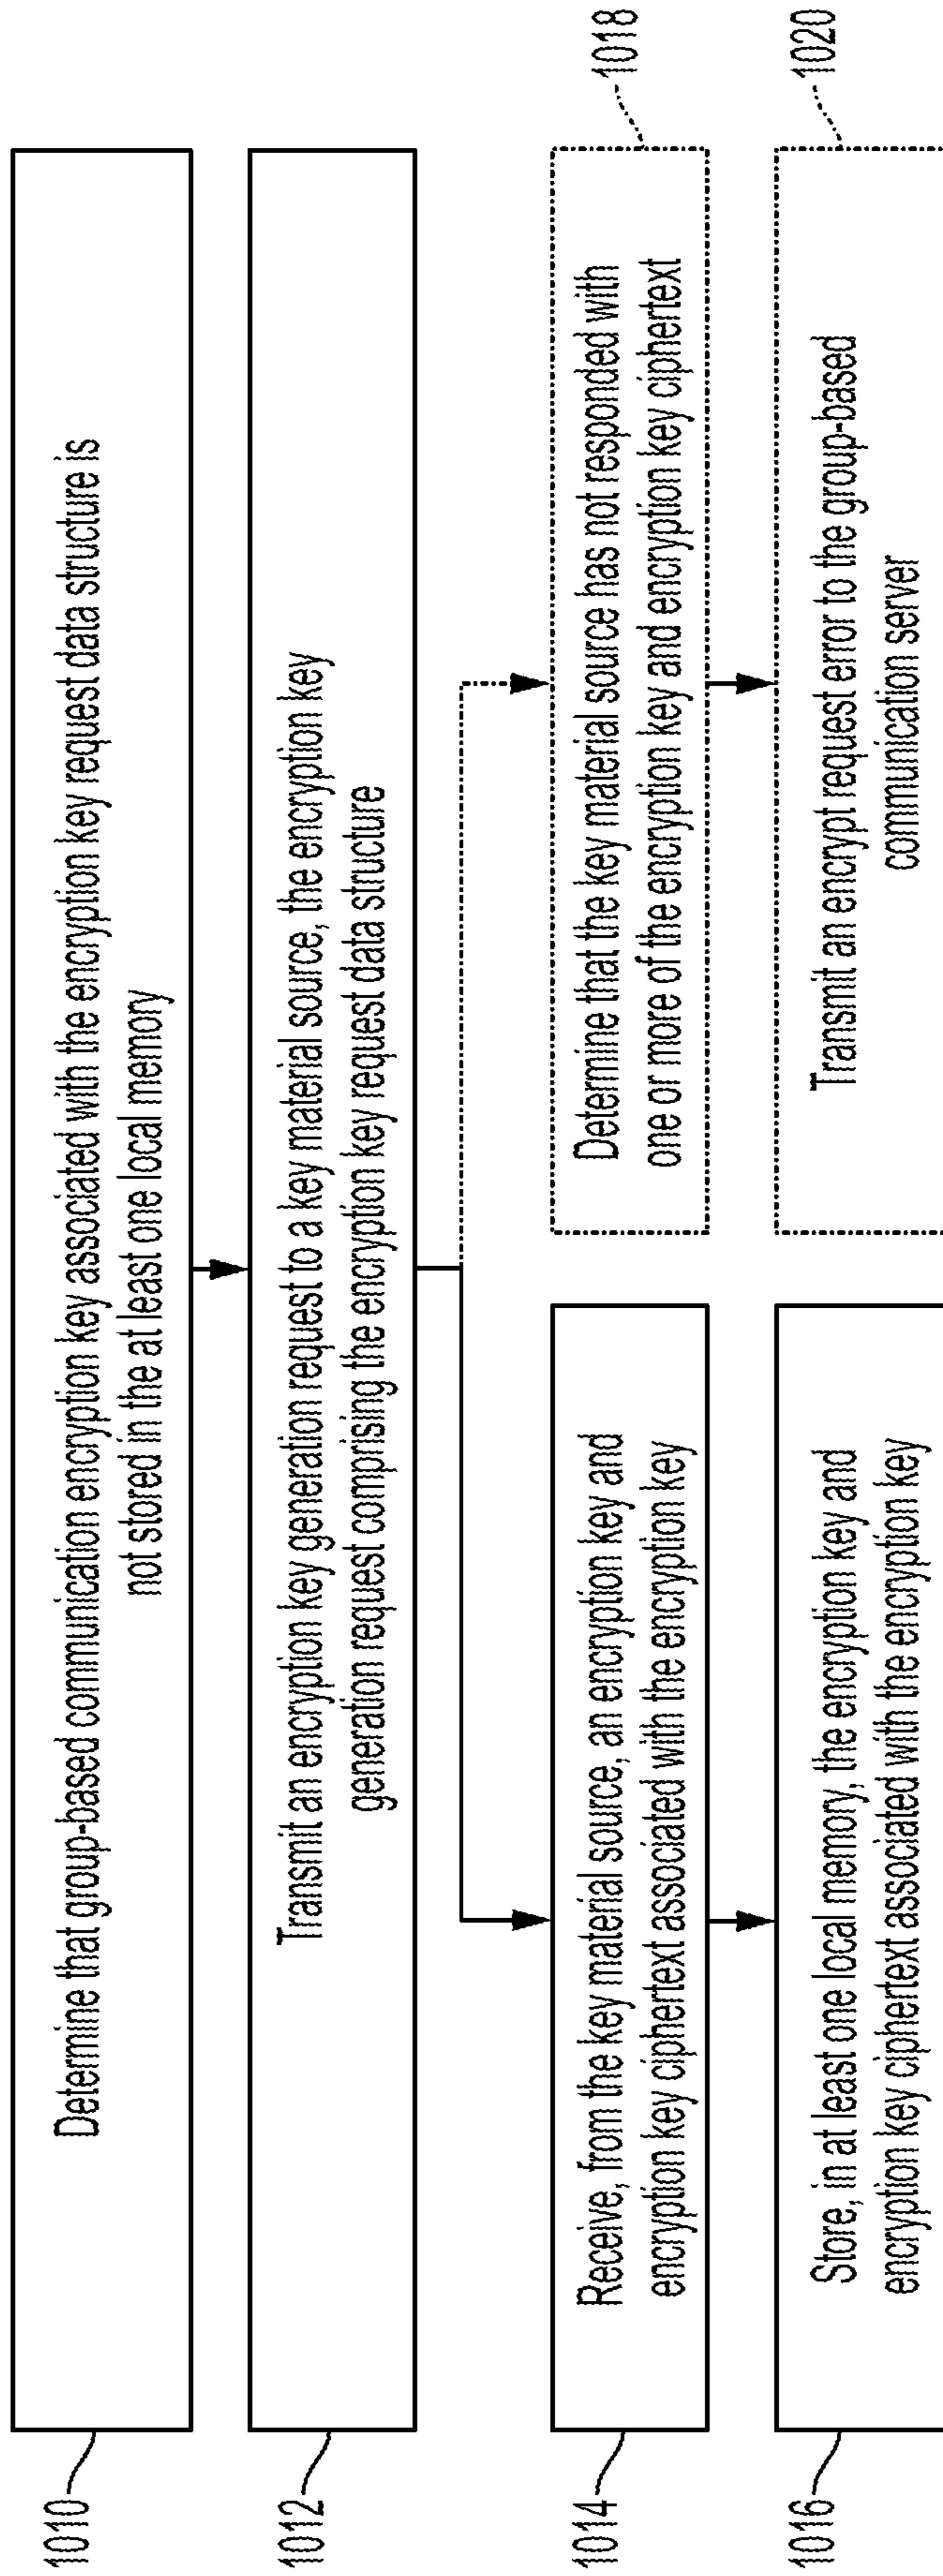 1010
Determine that group-based communication encryption key associated with the encryption key request data structure is
not stored in the at least one local memory
1012
Transmit an encryption key generation request to a key material source, the encryption key
generation request comprising the encryption key request data structure
1014
Receive, from the key material source, an encryption key and
encryption key ciphertext associated with the encryption key
1018
Determine that the key material source has not responded with
one or more of the encryption key and encryption key ciphertext
1016
Store, in at least one local memory, the encryption key and
encryption key ciphertext associated with the encryption key
1020
Transmit an encrypt request error to the group-based
communication server